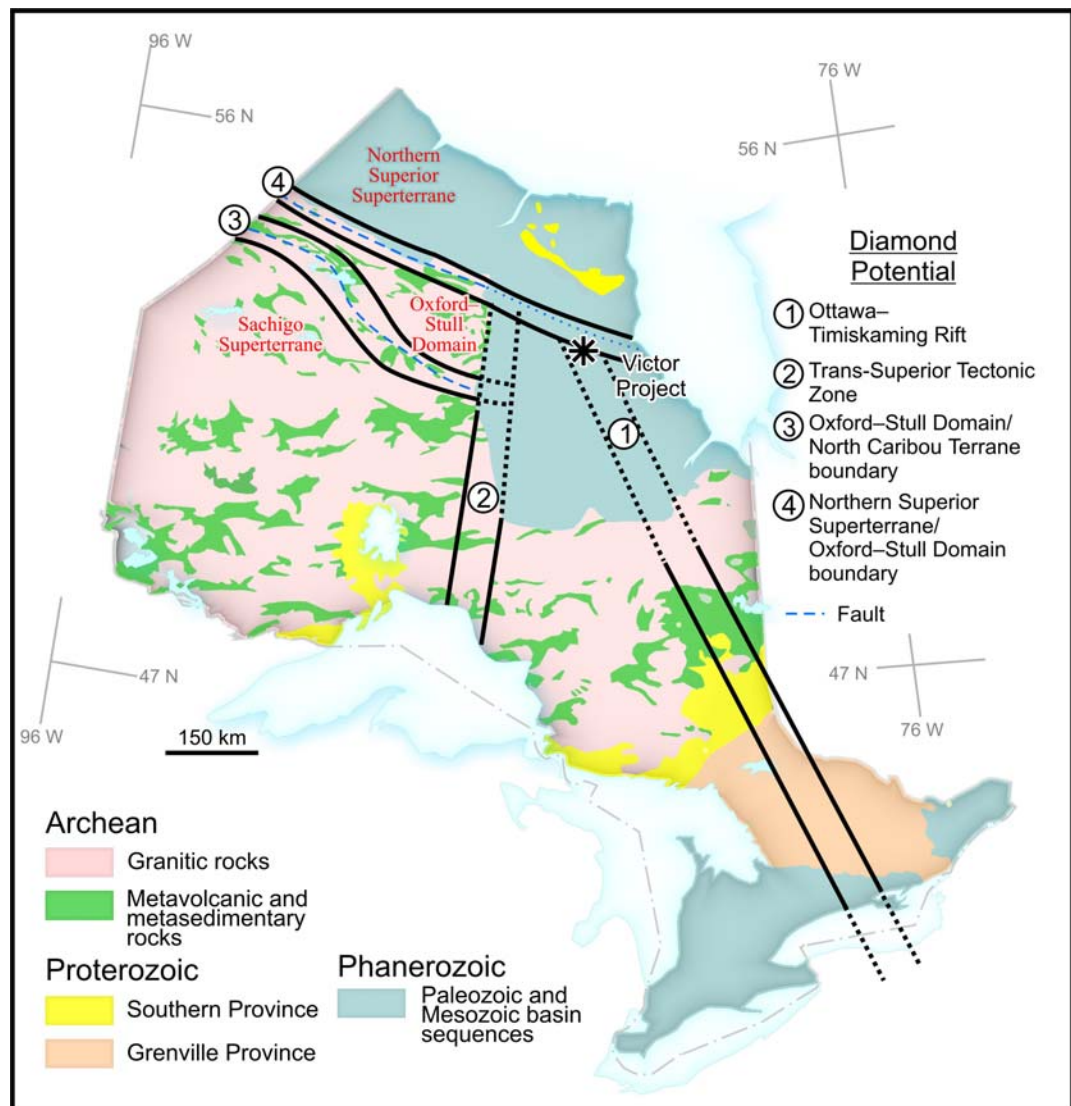 96 W
76 W
56 N
56 N
Northern
Superior
Superterrane
4
3
Diamond
Potential
Oxford–
Stull
Domain
Sachigo
Superterrane
Victor
Project
1
2
1 Ottawa–
Timiskaming Rift
2 Trans-Superior Tectonic
Zone
3 Oxford–Stull Domain/
North Caribou Terrane
boundary
4 Northern Superior
Superterrane/
Oxford–Stull Domain
boundary
Fault
47 N
47 N
96 W
76 W
150 km
Archean
Granitic rocks
Metavolcanic and
metasedimentary
rocks
Proterozoic
Southern Province
Grenville Province
Phanerozoic
Paleozoic and
Mesozoic basin
sequences